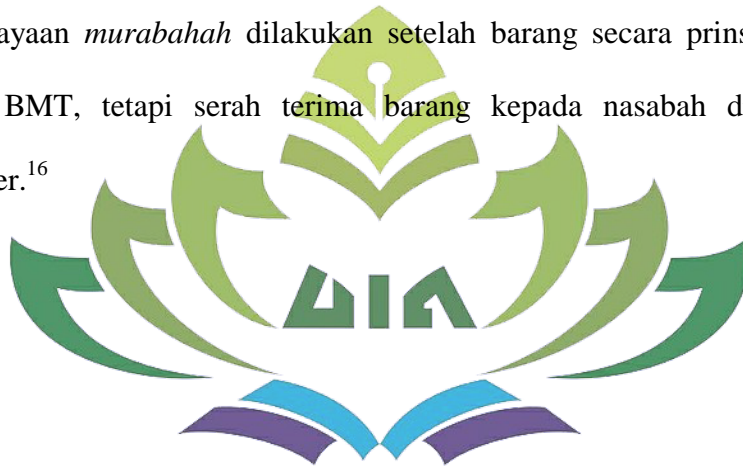 ayaan murabahah dilakukan setelah barang secara prins
BMT, tetapi serah terima barang kepada nasabah d
er.16
UIN